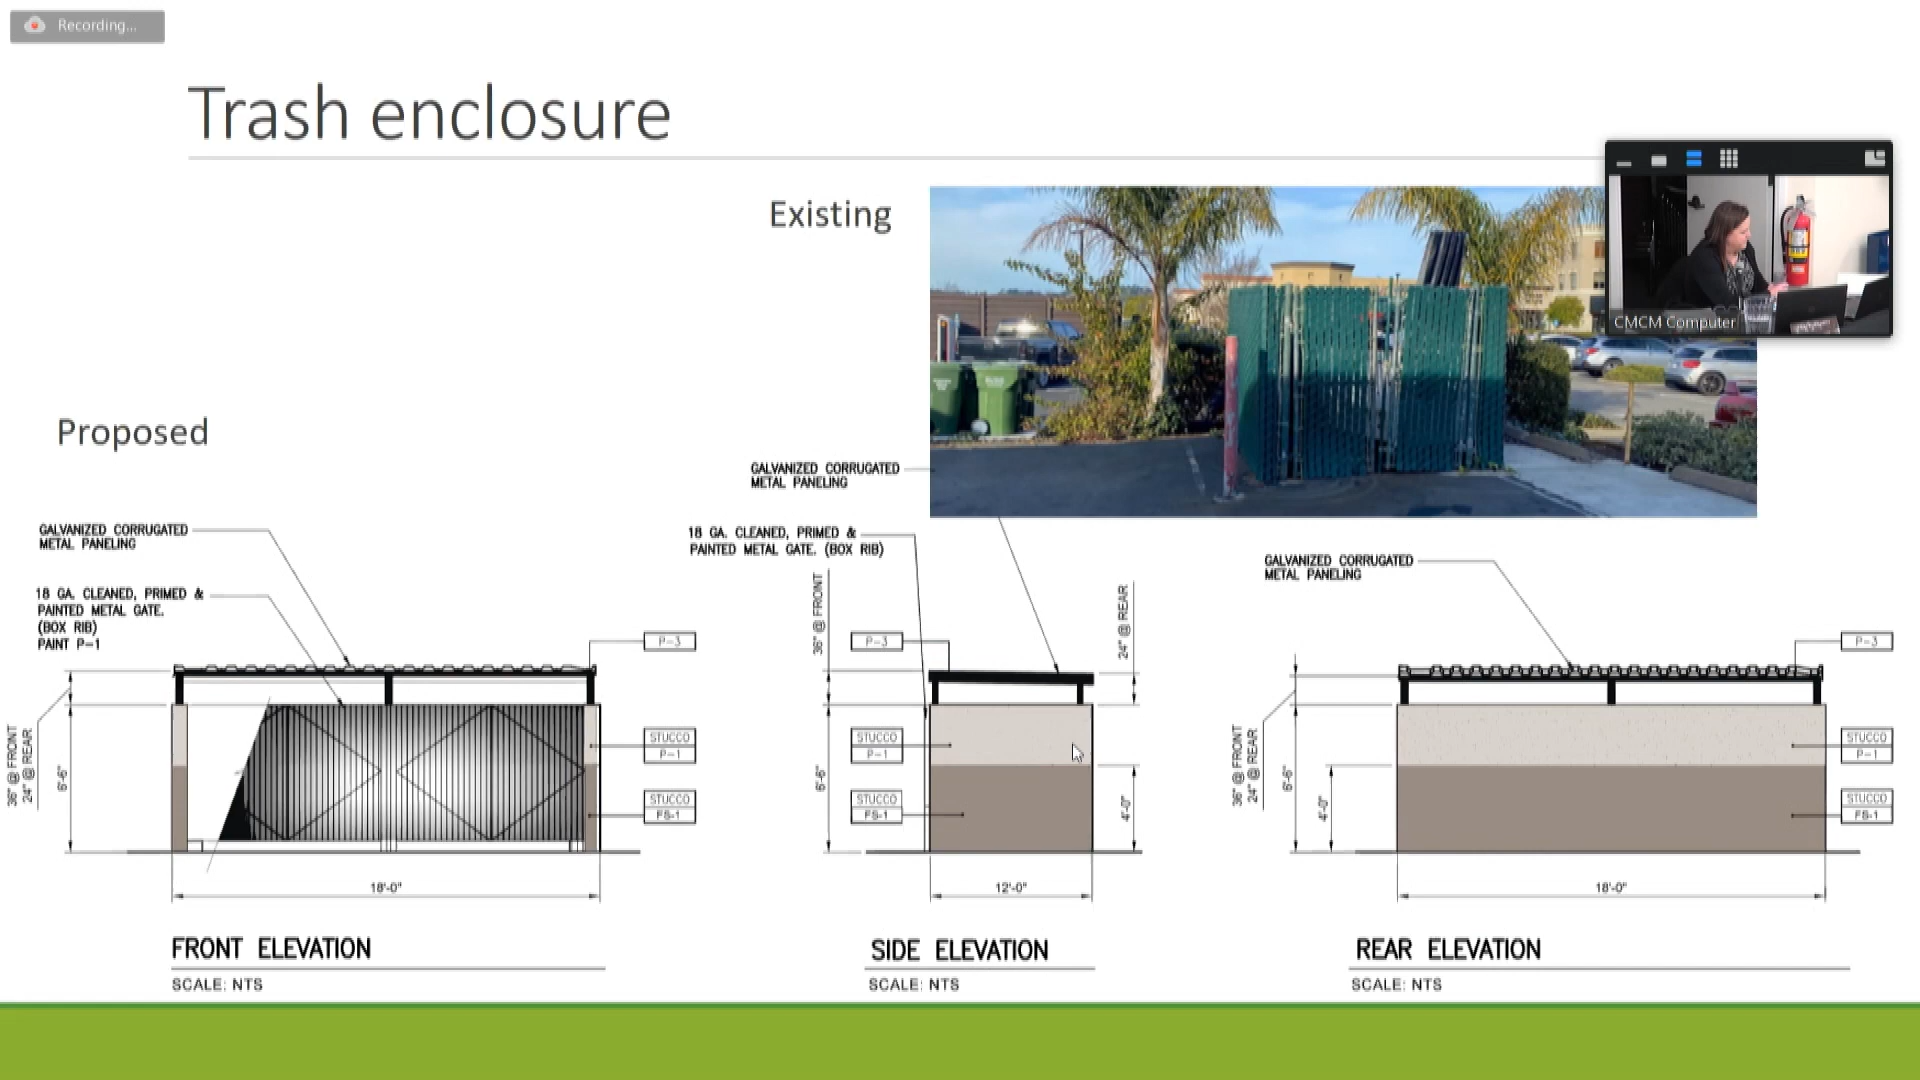 Recording...
Trash enclosure
Existing
CMCM Computer
Proposed
GALVANIZED CORRUGATED
METAL PANELING
18 GA. CLEANED, PRIMED &
PAINTED METAL GATE. (BOX RIB)
GALVANIZED CORRUGATED
METAL PANELING
18 GA. CLEANED, PRIMED &
PAINTED METAL GATE.
(BOX RIB)
PAINT P-1
GALVANIZED CORRUGATED
METAL PANELING
P-3
STUCCO
P-1
STUCCO
FS-1
36" @ FRONT
24" @ REAR
6'-6"
18'-0"
36" @ FRONT
24" @ REAR
P-3
STUCCO
P-1
STUCCO
FS-1
6'-6"
4'-0"
12'-0"
P-3
STUCCO
P-1
STUCCO
FS-1
36" @ FRONT
24" @ REAR
6'-6"
4'-0"
18'-0"
FRONT ELEVATION
SCALE: NTS
SIDE ELEVATION
SCALE: NTS
REAR ELEVATION
SCALE: NTS